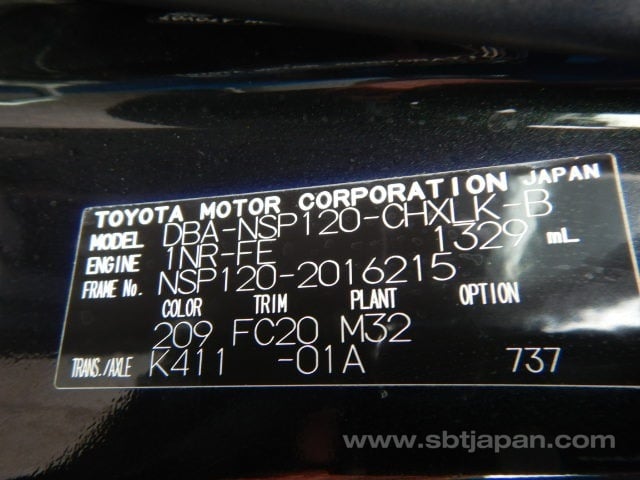 TOYOTA MOTOR CORPORATION JAPAN
MODEL DBA-NSP120-CHXLK-B
ENGINE 1NR-FE 1329 mL
FRAME No. NSP120-2016215
COLOR TRIM PLANT OPTION
209 FC20 M32
TRANS./AXLE K411 -01A 737
www.sbtjapan.com